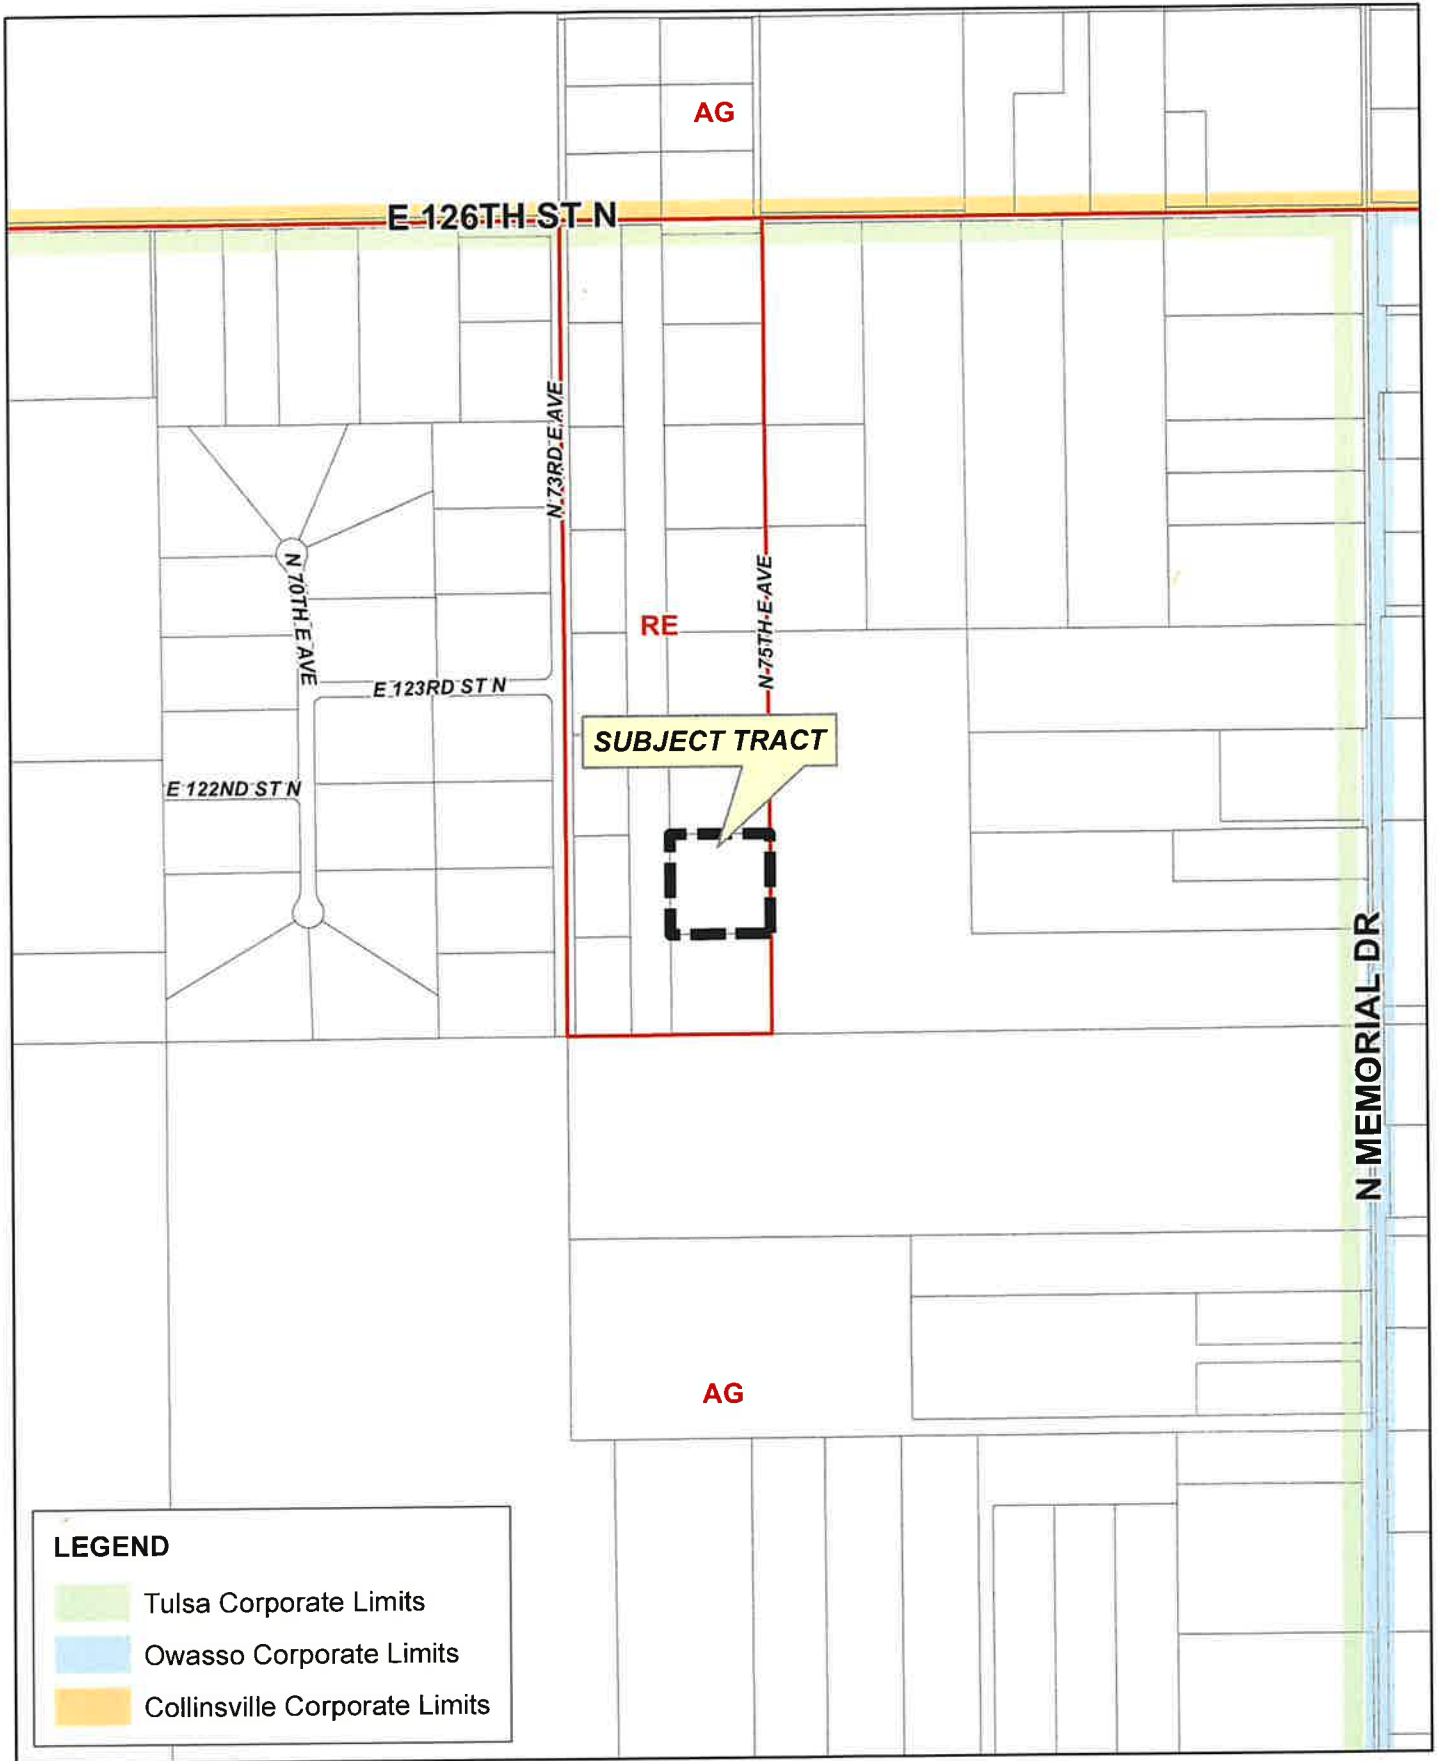 AG
E 126TH ST N
N 73RD E AVE
N 70TH E AVE
N 75TH E AVE
RE
E 123RD ST N
SUBJECT TRACT
E 122ND ST N
N MEMORIAL DR
AG
LEGEND
Tulsa Corporate Limits
Owasso Corporate Limits
Collinsville Corporate Limits